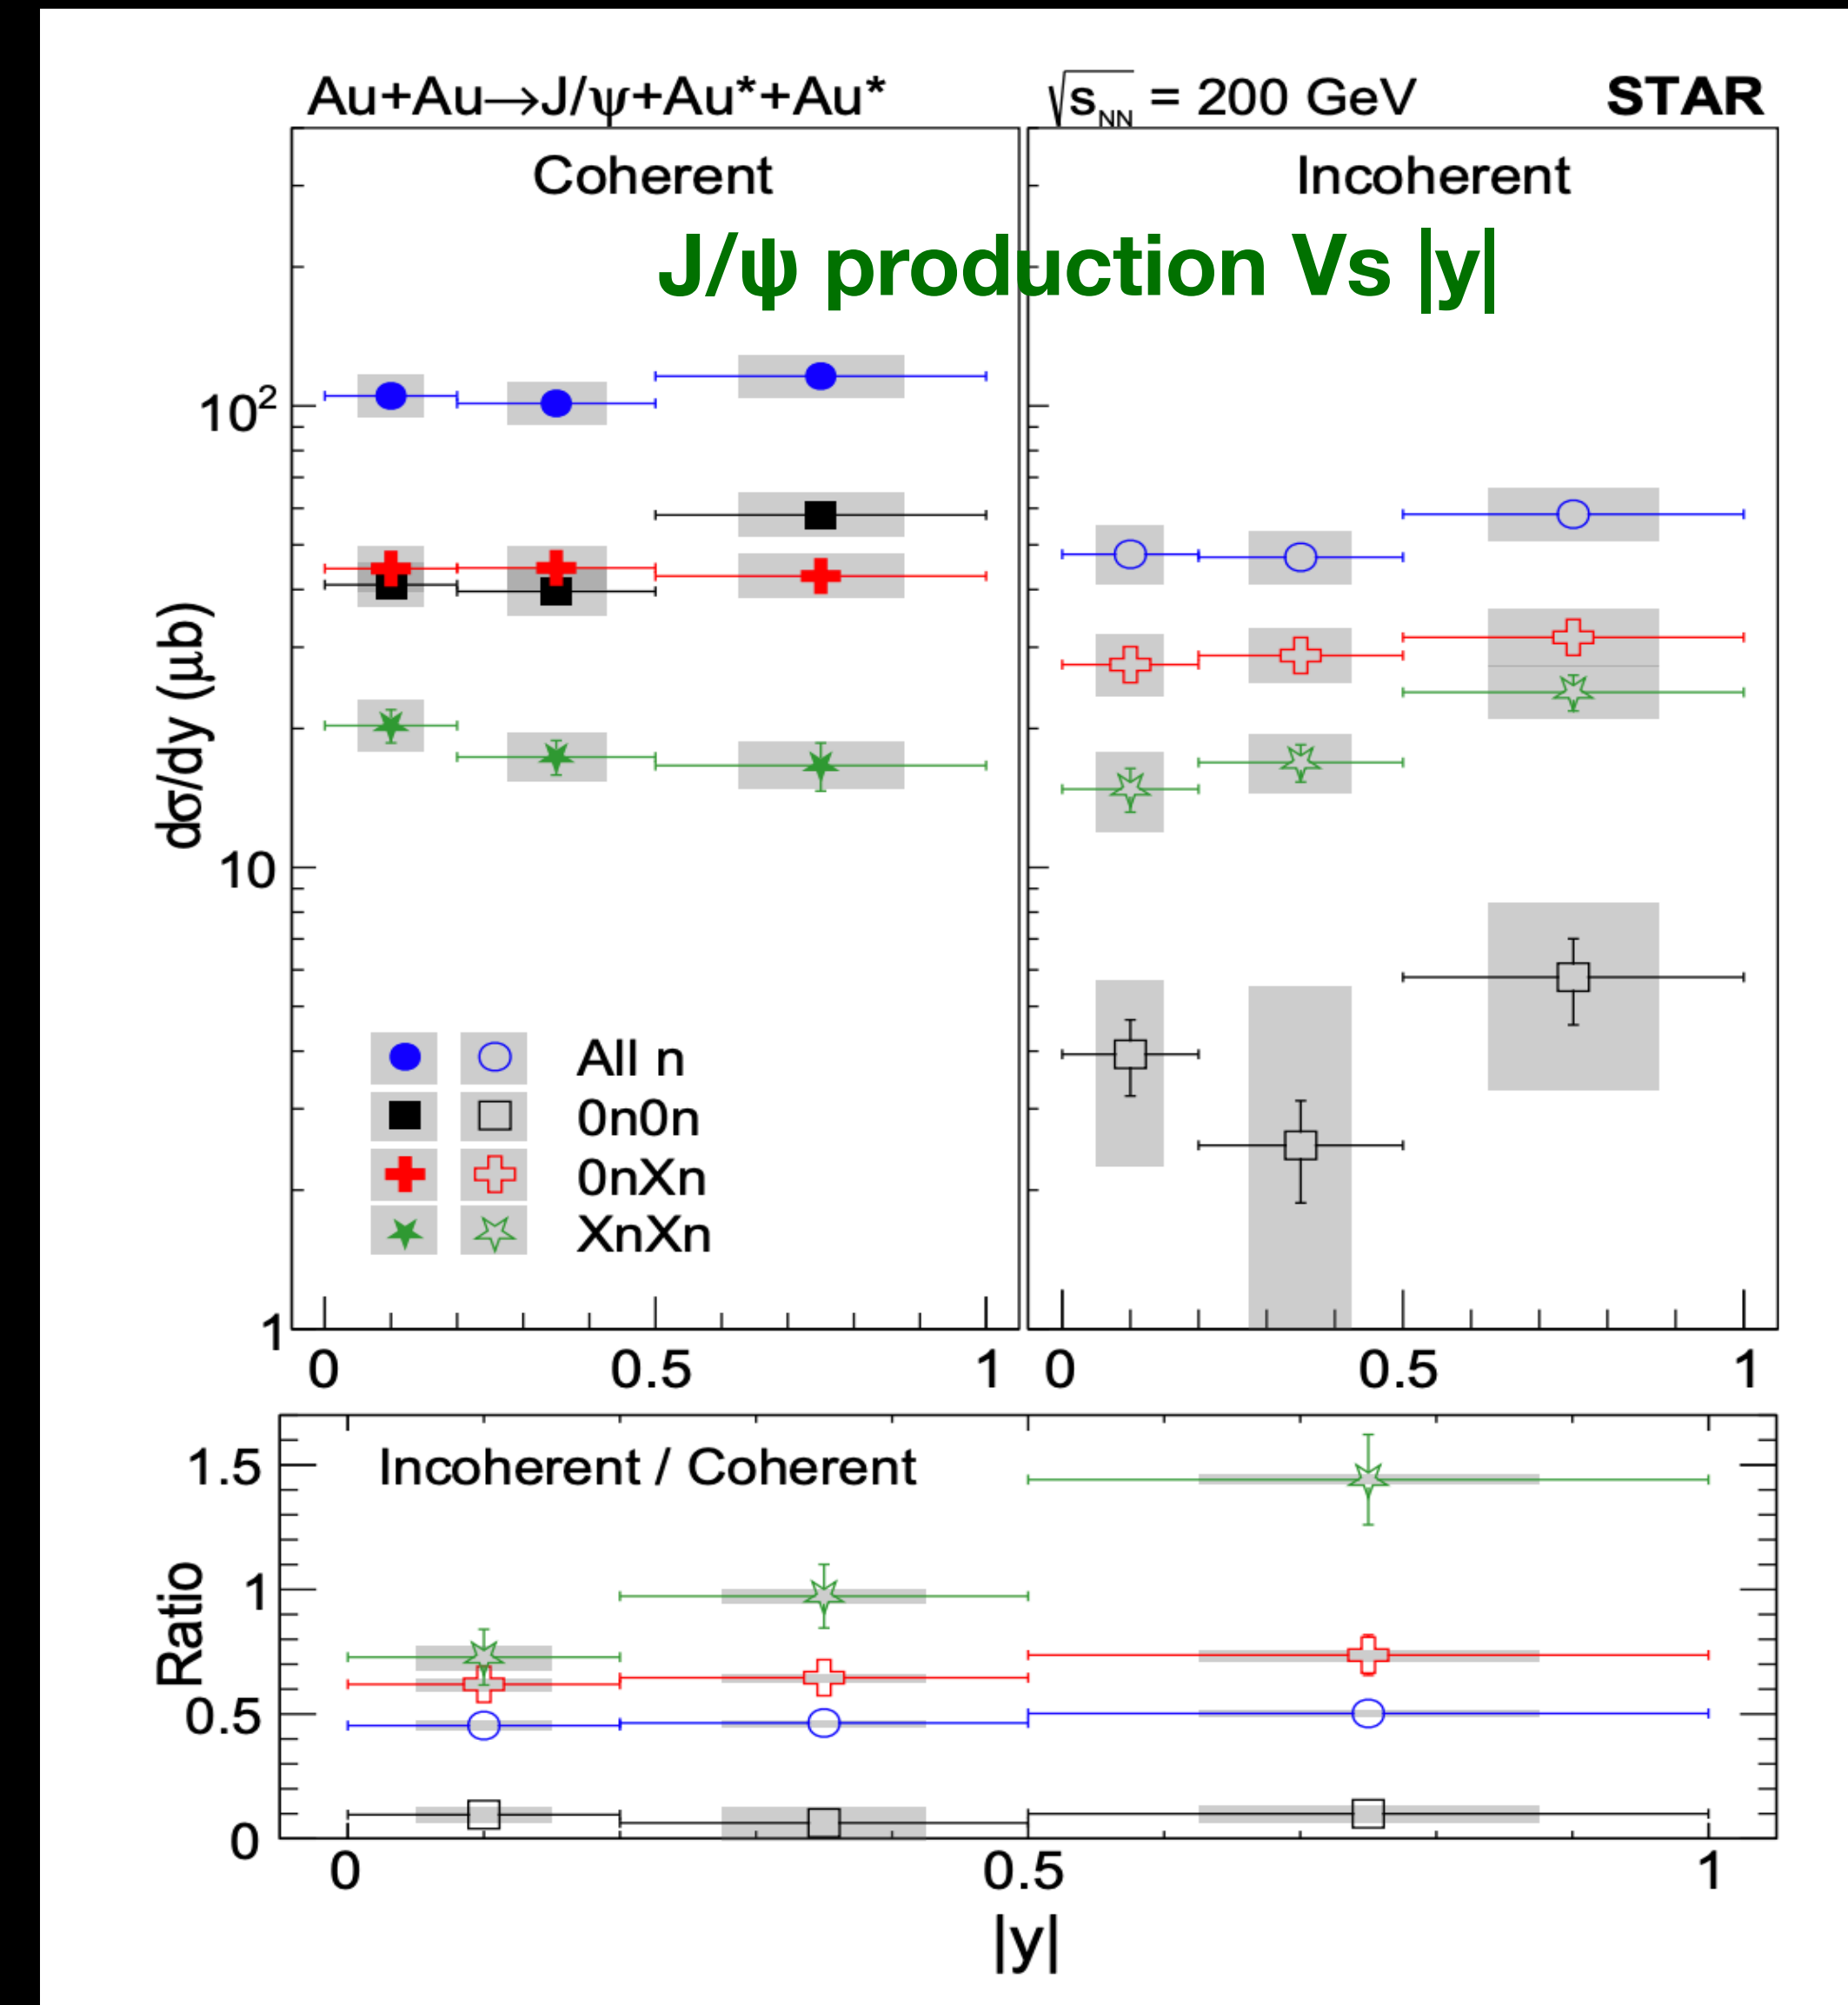 Au+Au→J/ψ+Au*+Au* √s_NN = 200 GeV STAR
Coherent Incoherent
J/ψ production Vs |y|
10²
10
1
dσ/dy (μb)
All n
0n0n
0nXn
XnXn
0 0.5 1 0 0.5 1
Incoherent / Coherent
1.5
1
0.5
0
Ratio
0 0.5 1
|y|